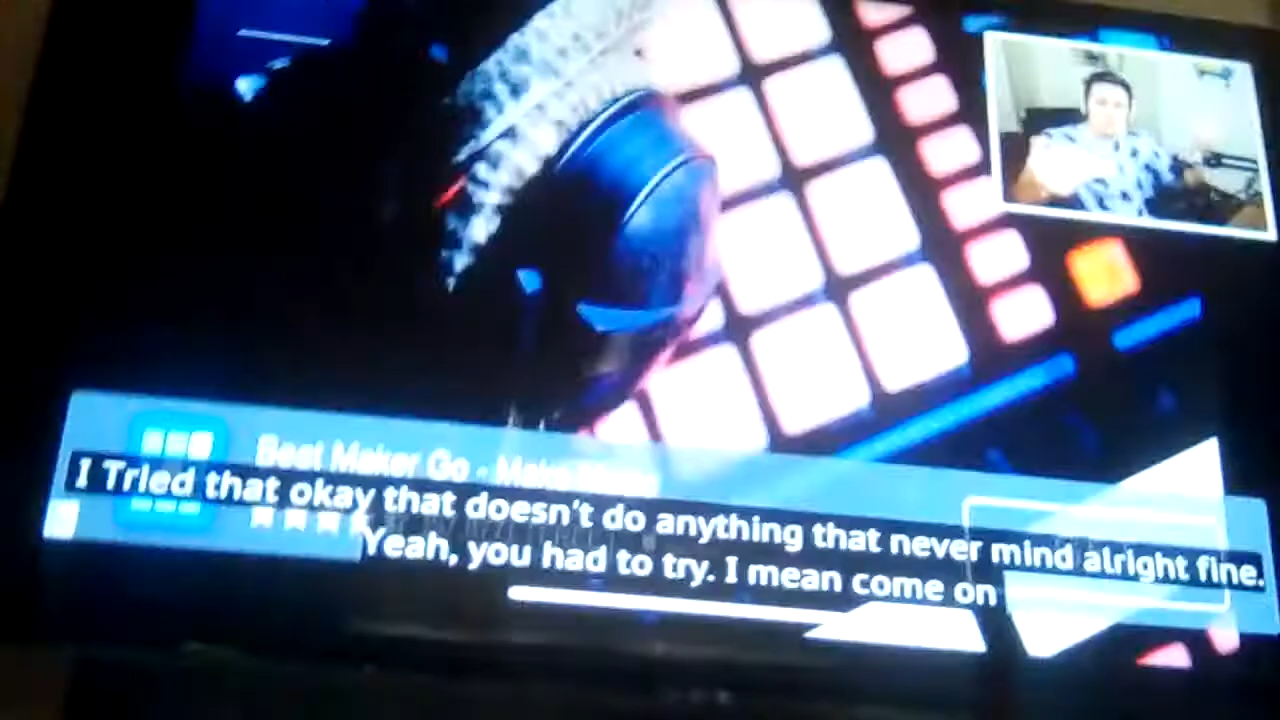 Beat Maker Go - Make
I Tried that okay that doesn't do anything that never mind alright fine.
Yeah, you had to try. I mean come on